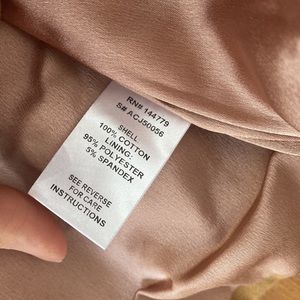 RN# 144779
S# ACJ50056
SHELL
100% COTTON
LINING:
95% POLYESTER
5% SPANDEX
SEE REVERSE
FOR CARE
INSTRUCTIONS